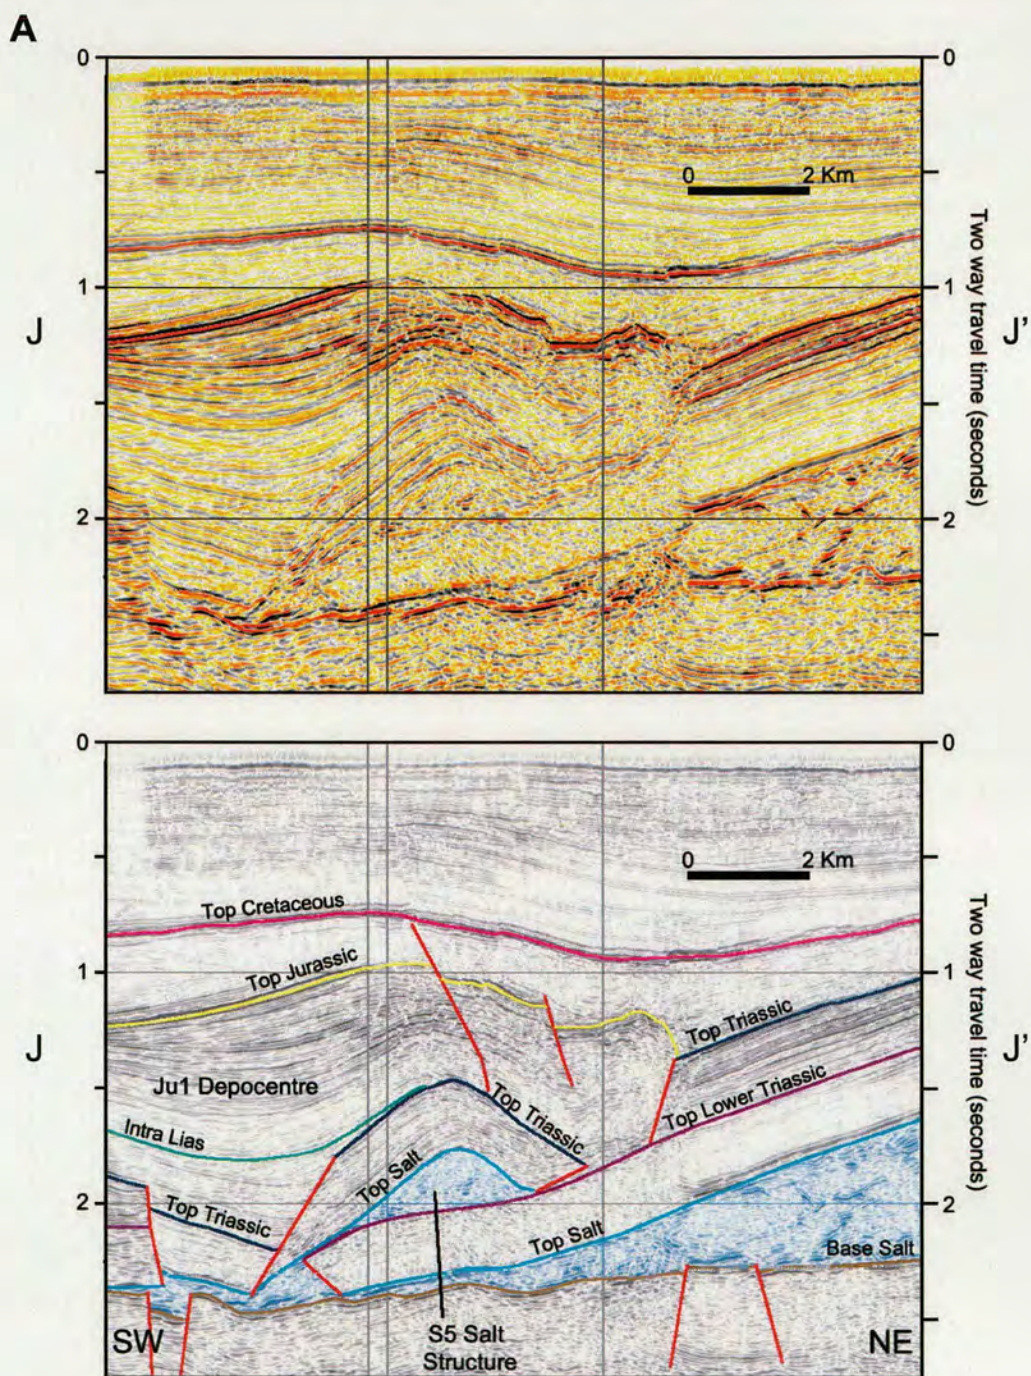 A
0
0
0 2 Km
1
1
J
J'
Two way travel time (seconds)
2
2
0
0
0 2 Km
Top Cretaceous
Top Jurassic
1
1
Top Triassic
J
J'
Two way travel time (seconds)
Ju1 Depocentre
Top Triassic
Top Lower Triassic
Intra Lias
Top Salt
Top Triassic
2
2
Top Salt
Base Salt
SW
S5 Salt
Structure
NE